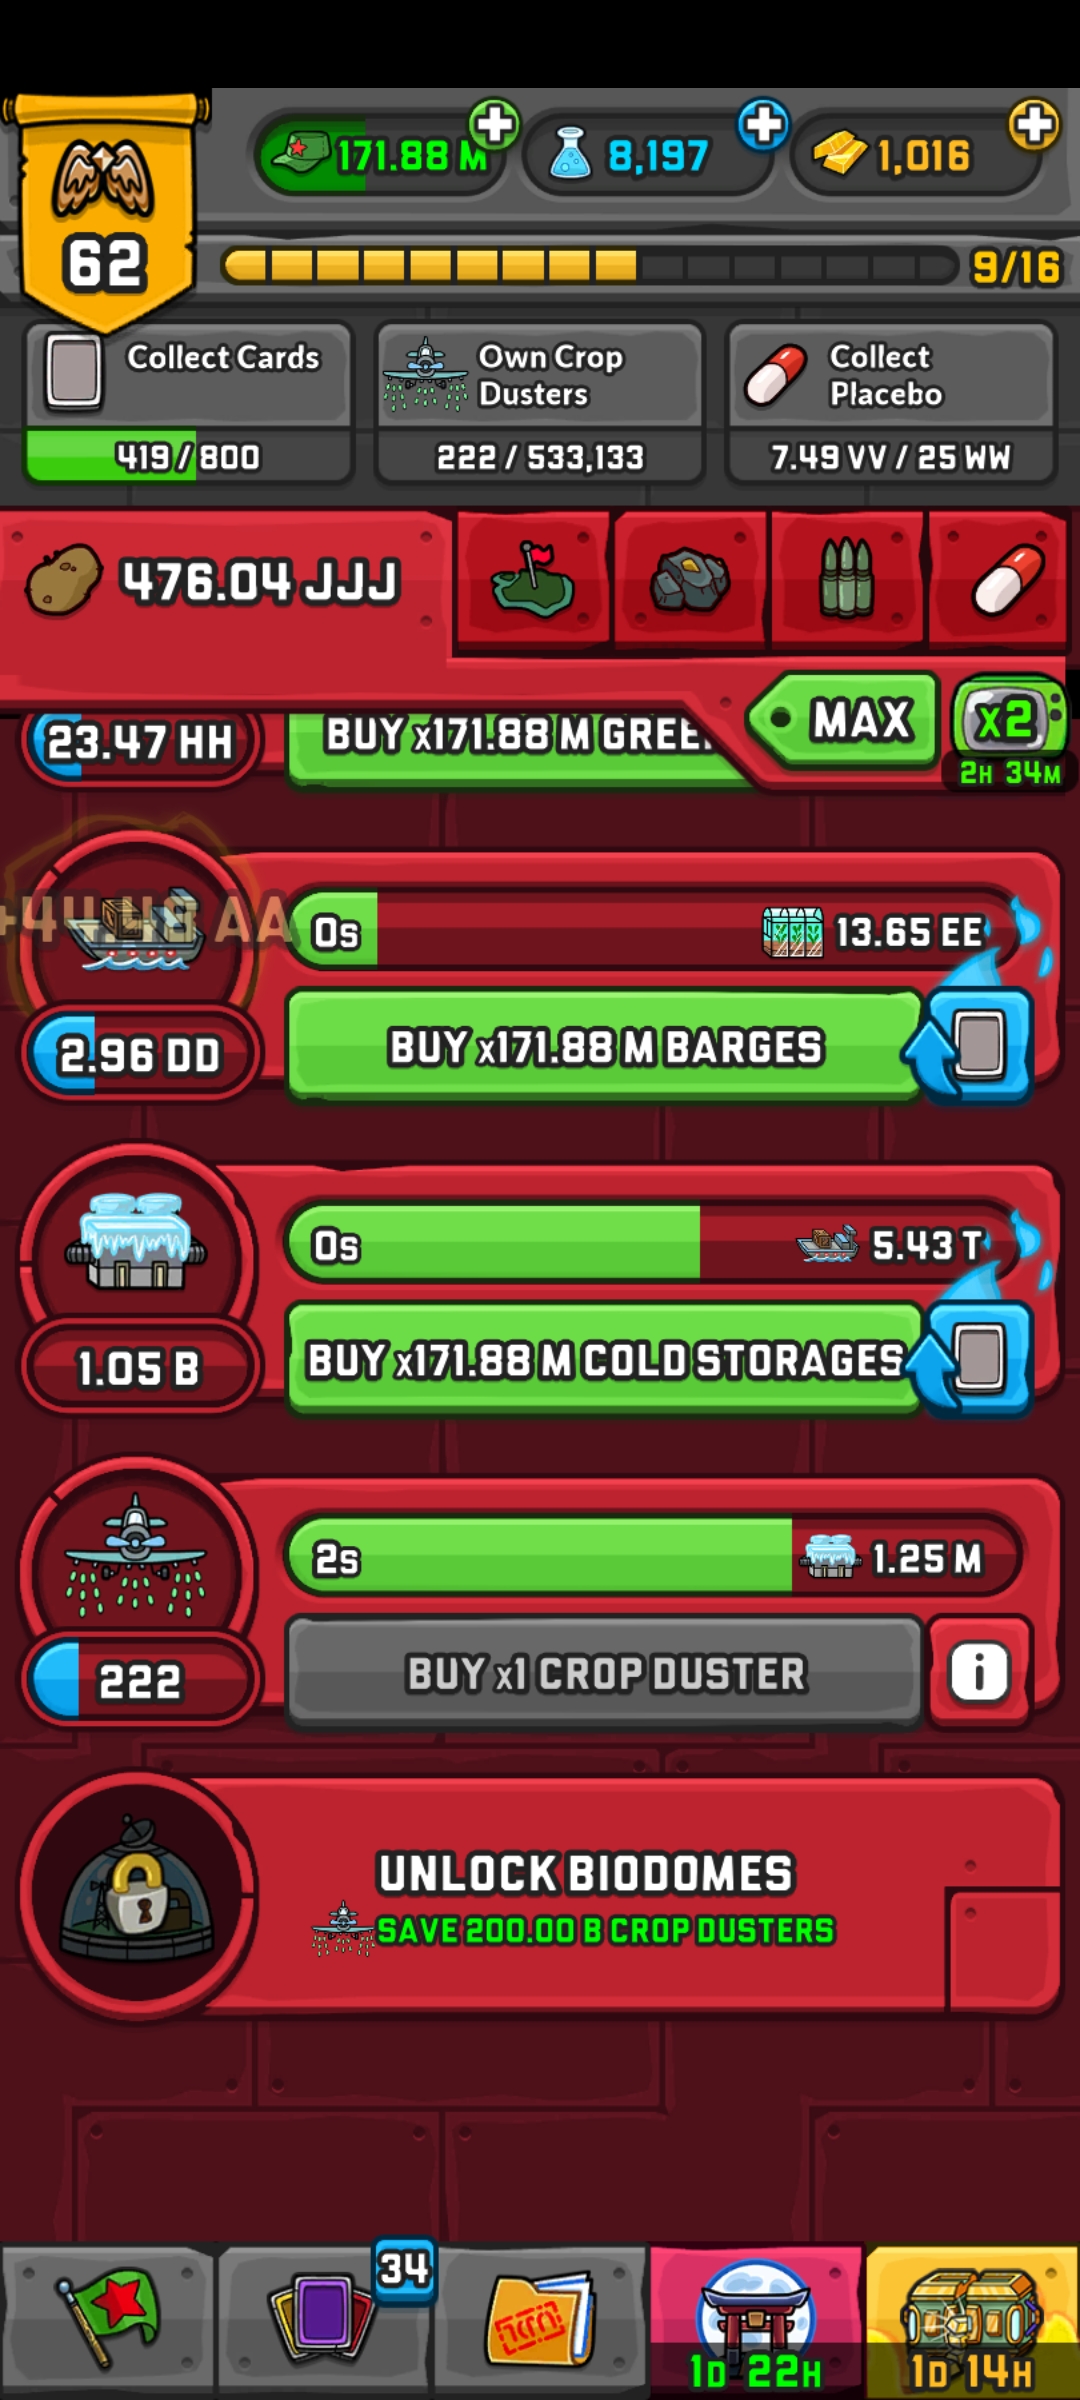 171.88 M
8,197
1,016
62
9/16
Collect Cards
419 / 800
Own Crop
Dusters
222 / 533,133
Collect
Placebo
7.49 VV / 25 WW
476.04 JJJ
MAX
x2
2H 34M
23.47 HH
BUY x171.88 M
+44.48 AA
0s
13.65 EE
2.96 DD
BUY x171.88 M BARGES
0s
5.43 T
1.05 B
BUY x171.88 M COLD STORAGES
2s
1.25 M
222
BUY x1 CROP DUSTER
i
UNLOCK BIODOMES
SAVE 200.00 B CROP DUSTERS
34
1D 22H
1D 14H